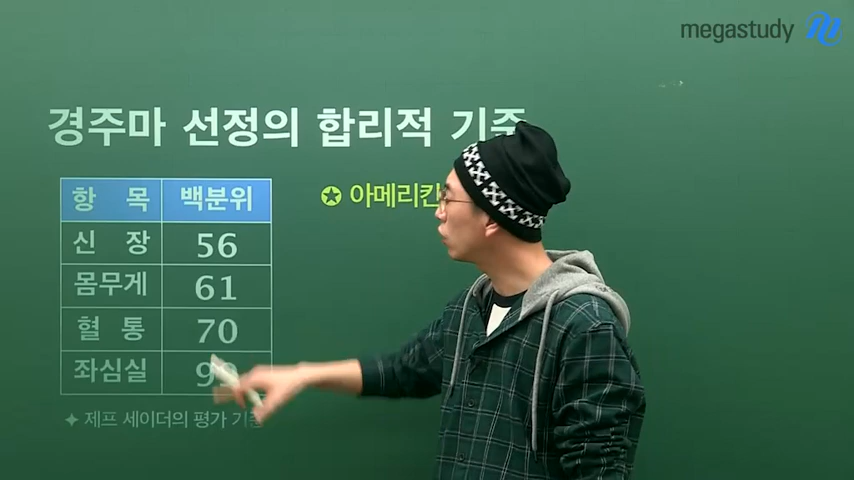 megastudy
경주마 선정의 합리적 기준
항 목 백분위
신 장 56
몸무게 61
혈 통 70
좌심실
✪ 아메리칸
✦ 제프 세이더의 평가 기준